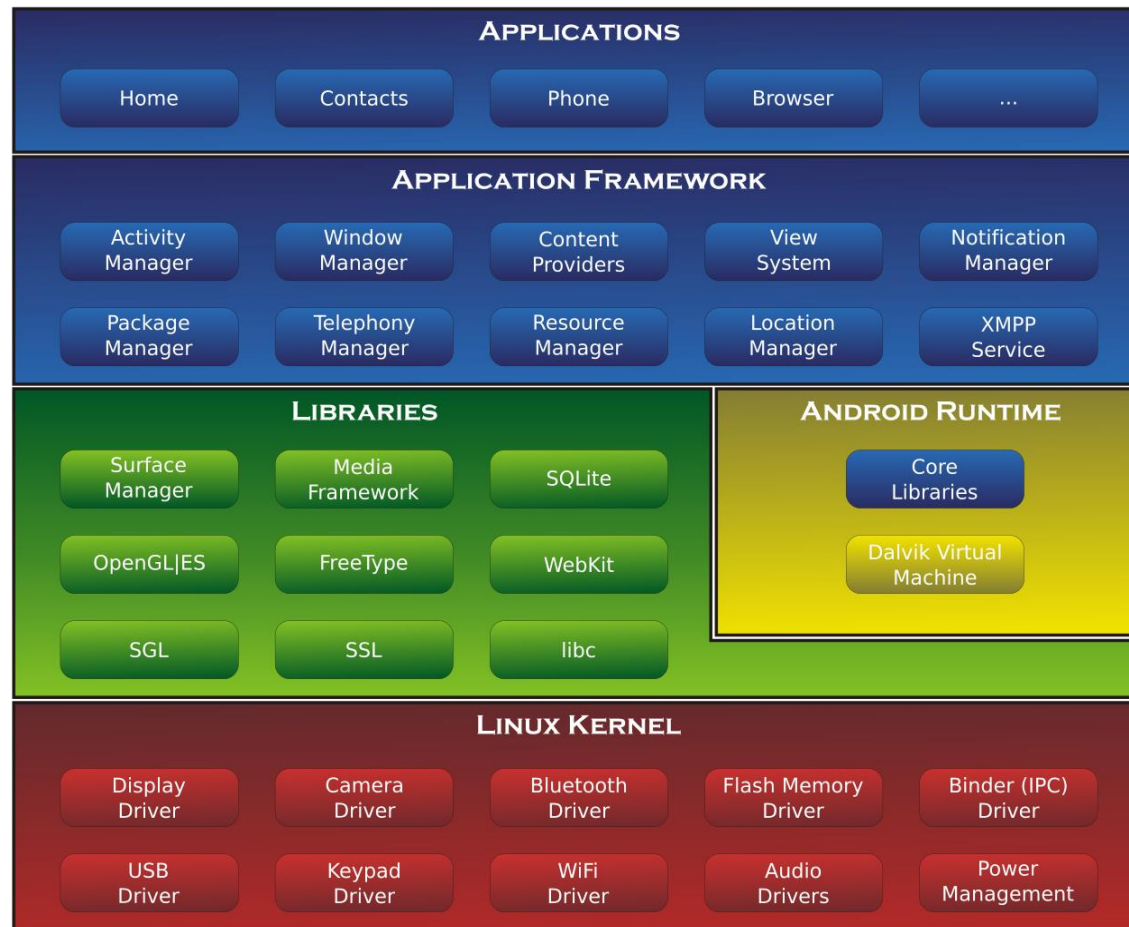 APPLICATIONS
Home
Contacts
Phone
Browser
...
APPLICATION FRAMEWORK
Activity
Manager
Window
Manager
Content
Providers
View
System
Notification
Manager
Package
Manager
Telephony
Manager
Resource
Manager
Location
Manager
XMPP
Service
LIBRARIES
Surface
Manager
Media
Framework
SQLite
OpenGL|ES
FreeType
WebKit
SGL
SSL
libc
ANDROID RUNTIME
Core
Libraries
Dalvik Virtual
Machine
LINUX KERNEL
Display
Driver
Camera
Driver
Bluetooth
Driver
Flash Memory
Driver
Binder (IPC)
Driver
USB
Driver
Keypad
Driver
WiFi
Driver
Audio
Drivers
Power
Management